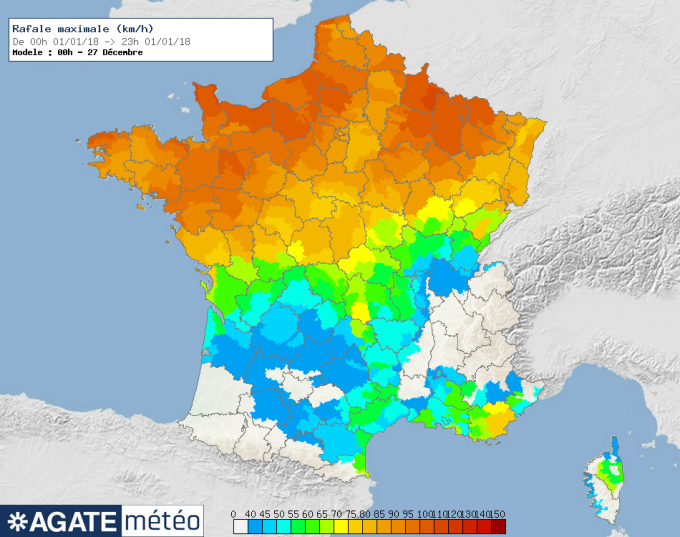 Rafale maximale (km/h)
De 00h 01/01/18 -> 23h 01/01/18
Modele : 00h - 27 Décembre
0 40 45 50 55 60 65 70 75 80 85 90 95 100 110 120 130 140 150
AGATE météo